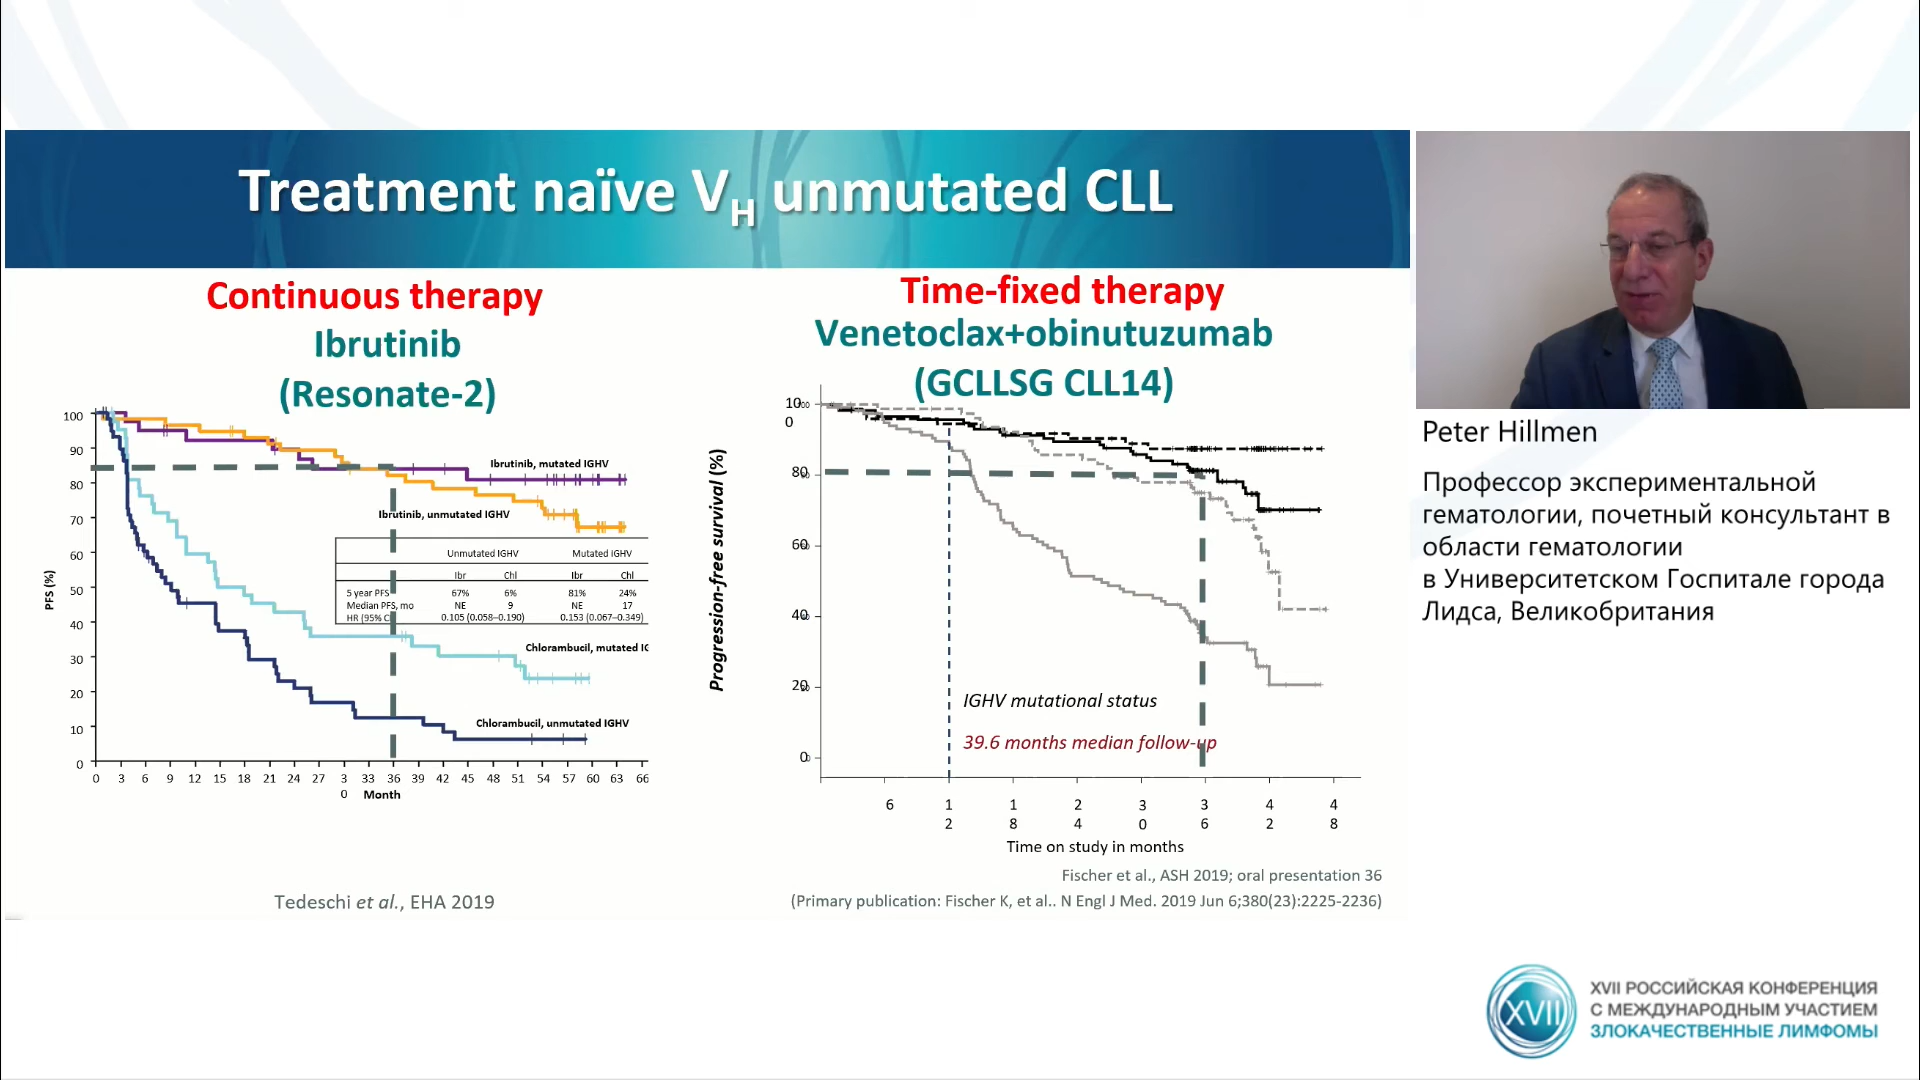 Treatment naïve VH unmutated CLL
Continuous therapy
Ibrutinib
(Resonate-2)
100
90
80
70
60
50
40
30
20
10
0
PFS (%)
Ibrutinib, mutated IGHV
Ibrutinib, unmutated IGHV
Unmutated IGHV Mutated IGHV
Ibr Chl Ibr Chl
5 year PFS 67% 6% 81% 24%
Median PFS, mo NE 9 NE 17
HR (95% C 0.105 (0.058–0.190) 0.153 (0.067–0.349)
Chlorambucil, mutated IG
Chlorambucil, unmutated IGHV
0 3 6 9 12 15 18 21 24 27 30 33 36 39 42 45 48 51 54 57 60 63 66
Month
Tedeschi et al., EHA 2019
Time-fixed therapy
Venetoclax+obinutuzumab
(GCLLSG CLL14)
100
80
60
40
20
0
Progression-free survival (%)
IGHV mutational status
39.6 months median follow-up
6 12 18 24 30 36 42 48
Time on study in months
Fischer et al., ASH 2019; oral presentation 36
(Primary publication: Fischer K, et al.. N Engl J Med. 2019 Jun 6;380(23):2225-2236)
Peter Hillmen
Профессор экспериментальной
гематологии, почетный консультант в
области гематологии
в Университетском Госпитале города
Лидса, Великобритания
XVII
XVII РОССИЙСКАЯ КОНФЕРЕНЦИЯ
С МЕЖДУНАРОДНЫМ УЧАСТИЕМ
ЗЛОКАЧЕСТВЕННЫЕ ЛИМФОМЫ